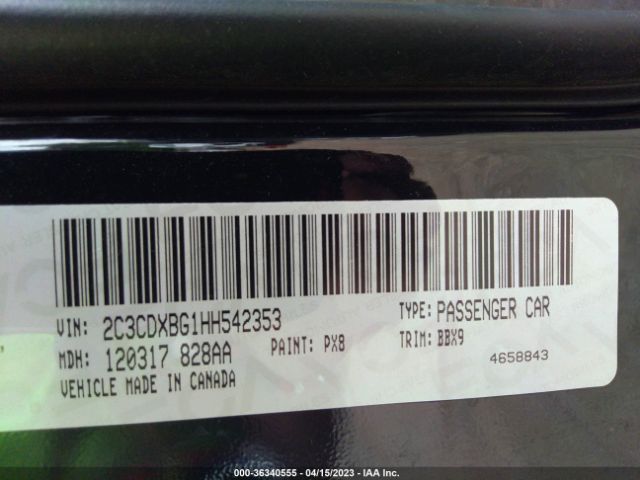 VIN: 2C3CDXBG1HH542353 TYPE: PASSENGER CAR
MDH: 120317 828AA PAINT: PX8 TRIM: BBX9
VEHICLE MADE IN CANADA 4658843
000-36340555 - 04/15/2023 - IAA Inc.